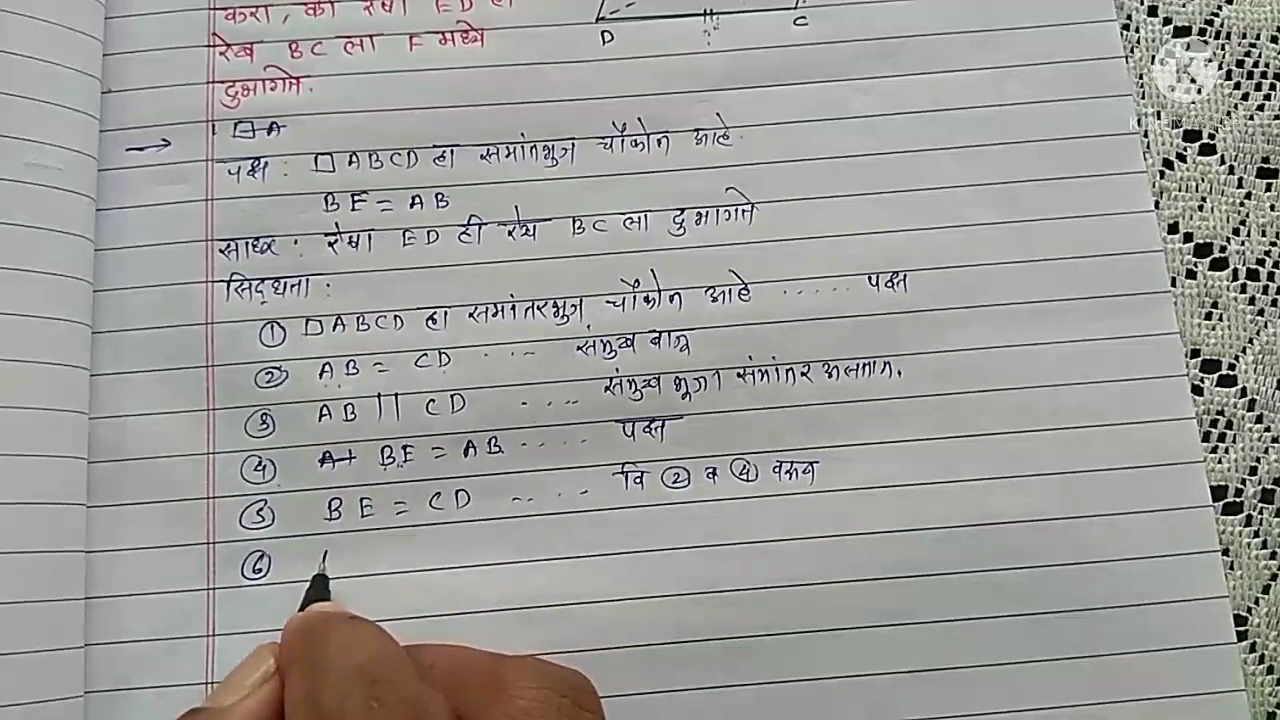 करा, की रेषा ED ही
रेख BC ला F मध्ये
दुभागते.
D C
□A
पक्ष : □ABCD हा समांतभुज चौकोन आहे.
BE = AB
साध्य : रेषा ED ही रेख BC ला दुभागते
सिद्धता :
① □ABCD हा समांतरभुज चौकोन आहे ..... पक्ष
② AB = CD .... संमुख बाजू
③ AB || CD .... संमुख भूजा समांतर असतात.
④ BE = AB ..... पक्ष
⑤ BE = CD ..... वि ② व ④ वरून
⑥